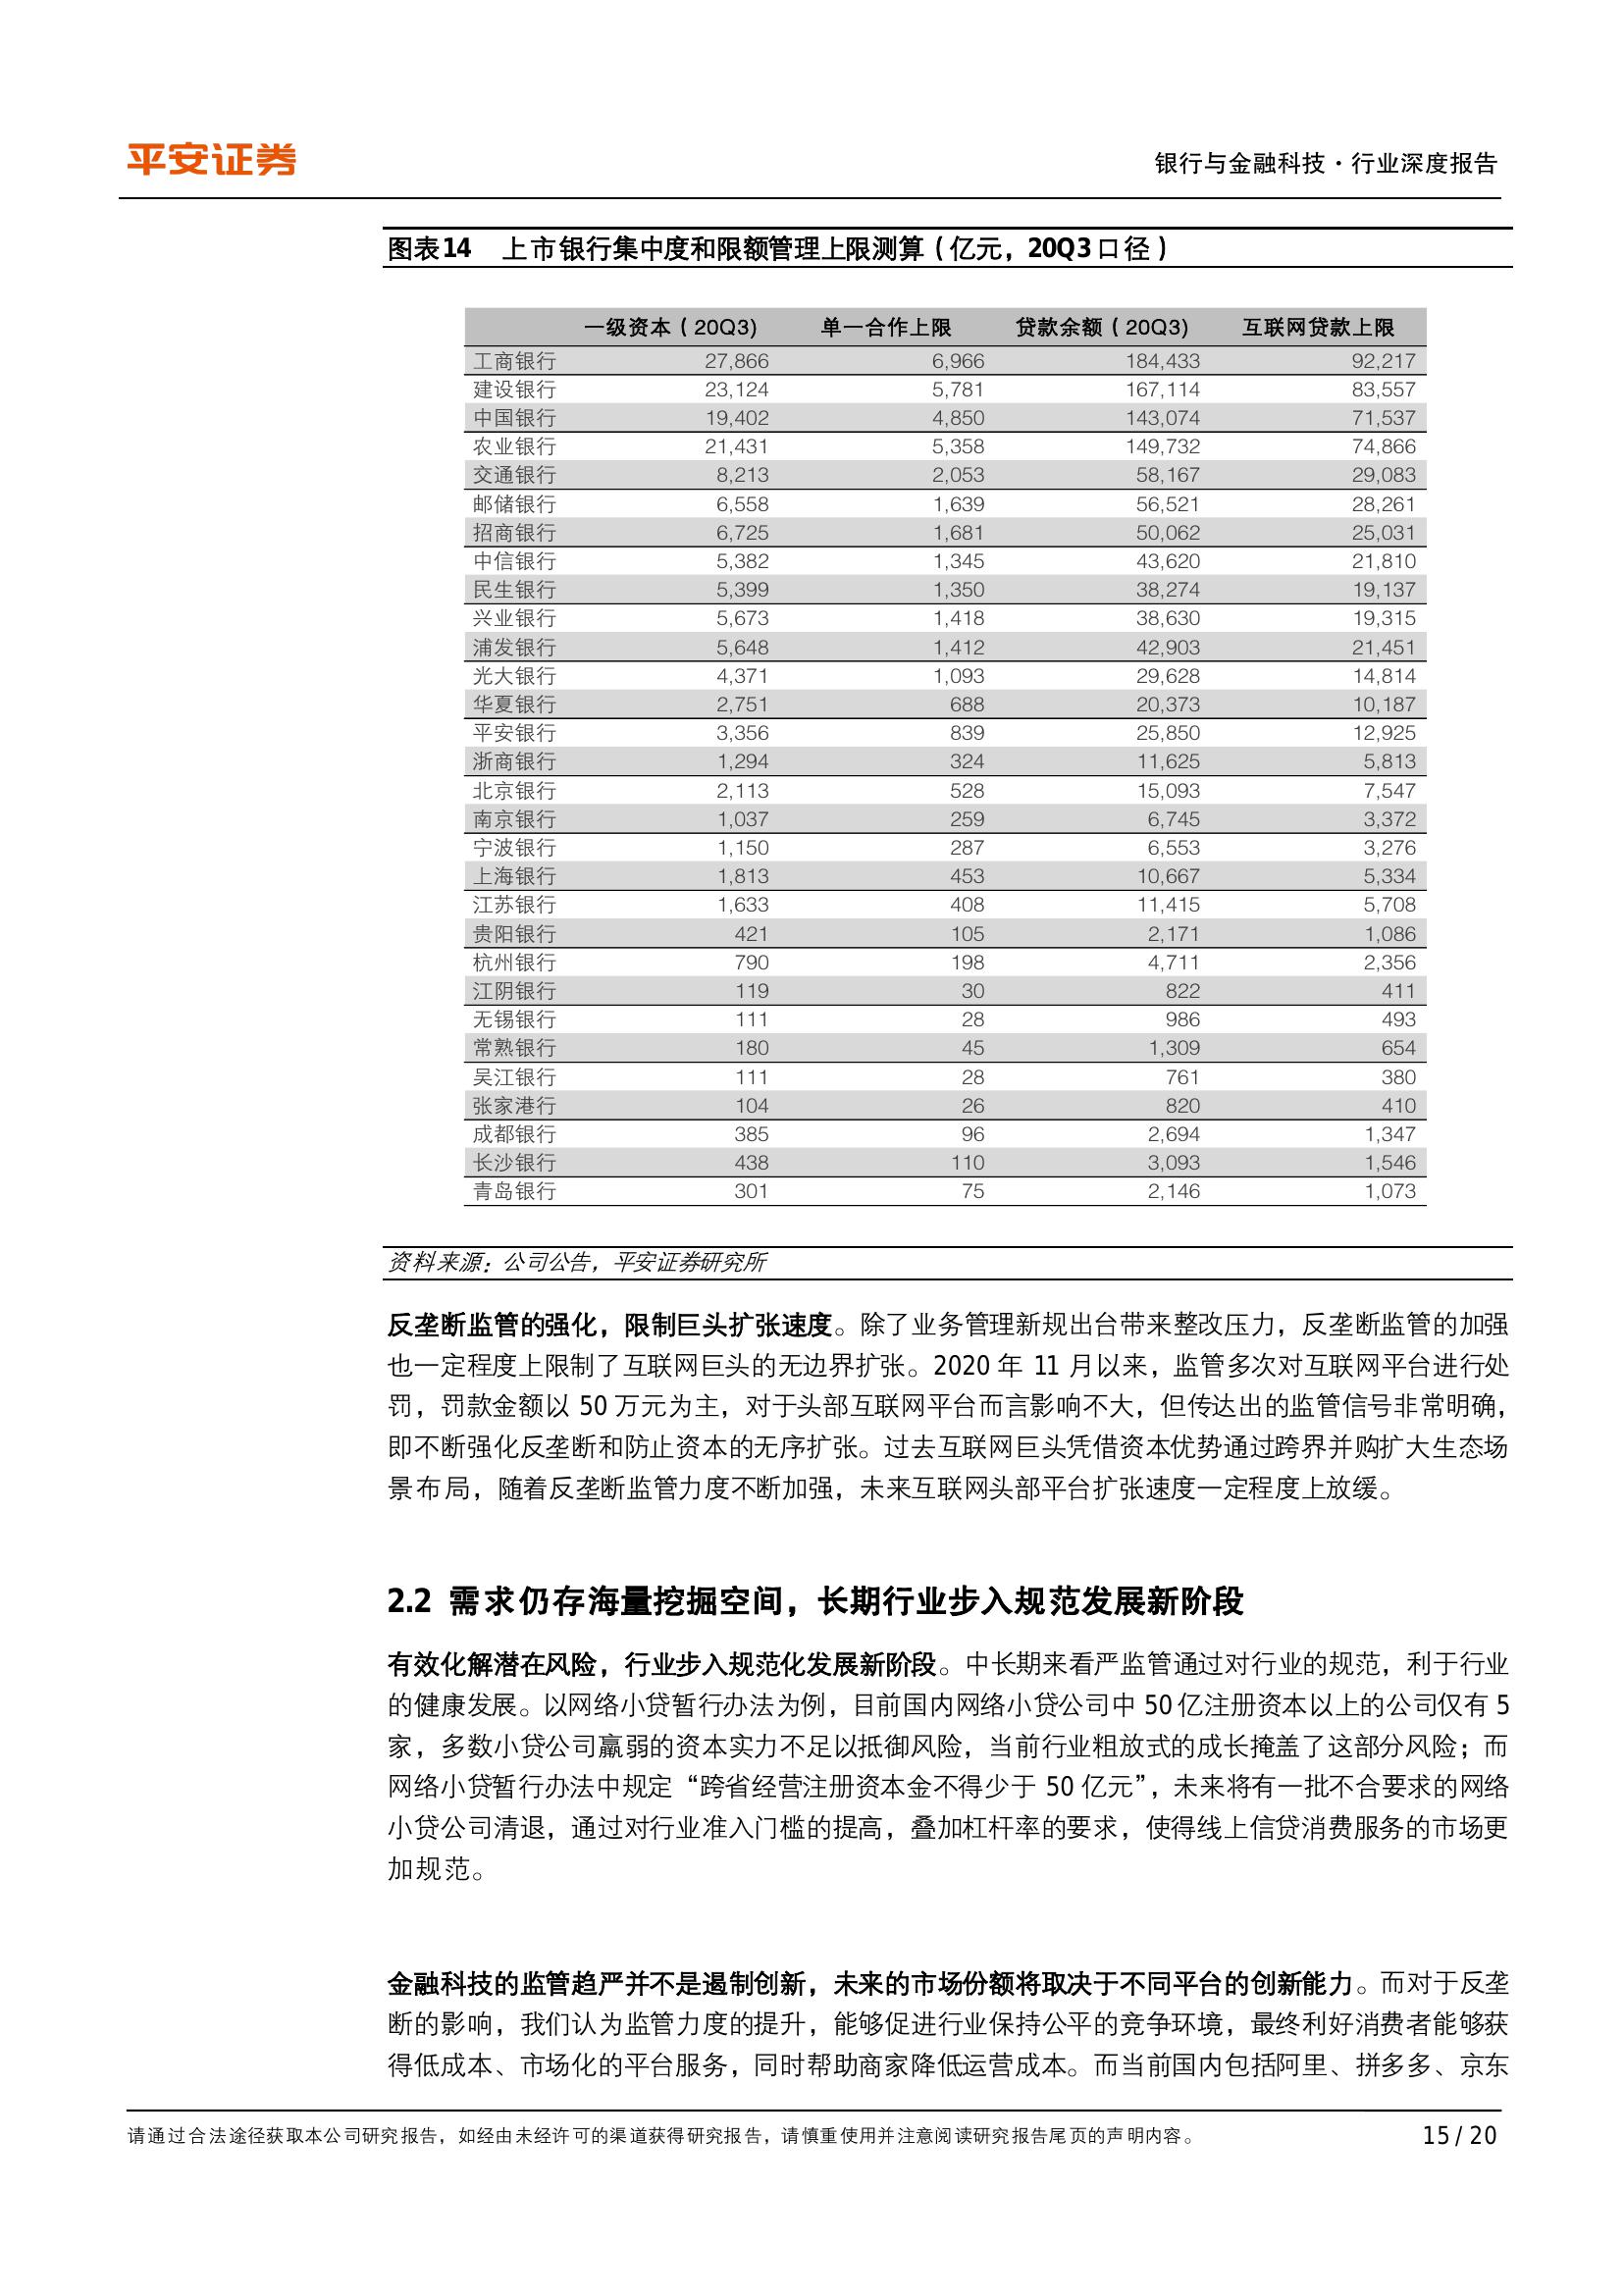 平安证券
银行与金融科技·行业深度报告
图表14 上市银行集中度和限额管理上限测算（亿元，20Q3口径）
一级资本（20Q3) 单一合作上限 贷款余额（20Q3) 互联网贷款上限
工商银行 27,866 6,966 184,433 92,217
建设银行 23,124 5,781 167,114 83,557
中国银行 19,402 4,850 143,074 71,537
农业银行 21,431 5,358 149,732 74,866
交通银行 8,213 2,053 58,167 29,083
邮储银行 6,558 1,639 56,521 28,261
招商银行 6,725 1,681 50,062 25,031
中信银行 5,382 1,345 43,620 21,810
民生银行 5,399 1,350 38,274 19,137
兴业银行 5,673 1,418 38,630 19,315
浦发银行 5,648 1,412 42,903 21,451
光大银行 4,371 1,093 29,628 14,814
华夏银行 2,751 688 20,373 10,187
平安银行 3,356 839 25,850 12,925
浙商银行 1,294 324 11,625 5,813
北京银行 2,113 528 15,093 7,547
南京银行 1,037 259 6,745 3,372
宁波银行 1,150 287 6,553 3,276
上海银行 1,813 453 10,667 5,334
江苏银行 1,633 408 11,415 5,708
贵阳银行 421 105 2,171 1,086
杭州银行 790 198 4,711 2,356
江阴银行 119 30 822 411
无锡银行 111 28 986 493
常熟银行 180 45 1,309 654
吴江银行 111 28 761 380
张家港行 104 26 820 410
成都银行 385 96 2,694 1,347
长沙银行 438 110 3,093 1,546
青岛银行 301 75 2,146 1,073
资料来源：公司公告，平安证券研究所
反垄断监管的强化，限制巨头扩张速度。除了业务管理新规出台带来整改压力，反垄断监管的加强
也一定程度上限制了互联网巨头的无边界扩张。2020 年 11 月以来，监管多次对互联网平台进行处
罚，罚款金额以 50 万元为主，对于头部互联网平台而言影响不大，但传达出的监管信号非常明确，
即不断强化反垄断和防止资本的无序扩张。过去互联网巨头凭借资本优势通过跨界并购扩大生态场
景布局，随着反垄断监管力度不断加强，未来互联网头部平台扩张速度一定程度上放缓。
2.2 需求仍存海量挖掘空间，长期行业步入规范发展新阶段
有效化解潜在风险，行业步入规范化发展新阶段。中长期来看严监管通过对行业的规范，利于行业
的健康发展。以网络小贷暂行办法为例，目前国内网络小贷公司中 50 亿注册资本以上的公司仅有 5
家，多数小贷公司羸弱的资本实力不足以抵御风险，当前行业粗放式的成长掩盖了这部分风险；而
网络小贷暂行办法中规定“跨省经营注册资本金不得少于 50 亿元”，未来将有一批不合要求的网络
小贷公司清退，通过对行业准入门槛的提高，叠加杠杆率的要求，使得线上信贷消费服务的市场更
加规范。
金融科技的监管趋严并不是遏制创新，未来的市场份额将取决于不同平台的创新能力。而对于反垄
断的影响，我们认为监管力度的提升，能够促进行业保持公平的竞争环境，最终利好消费者能够获
得低成本、市场化的平台服务，同时帮助商家降低运营成本。而当前国内包括阿里、拼多多、京东
请通过合法途径获取本公司研究报告，如经由未经许可的渠道获得研究报告，请慎重使用并注意阅读研究报告尾页的声明内容。
15 / 20